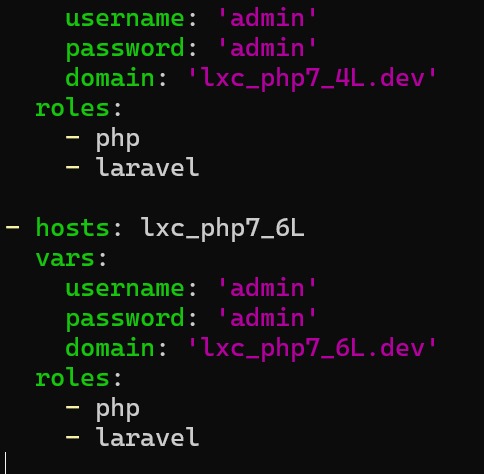 username: 'admin'
    password: 'admin'
    domain: 'lxc_php7_4L.dev'
  roles:
    - php
    - laravel

- hosts: lxc_php7_6L
  vars:
    username: 'admin'
    password: 'admin'
    domain: 'lxc_php7_6L.dev'
  roles:
    - php
    - laravel